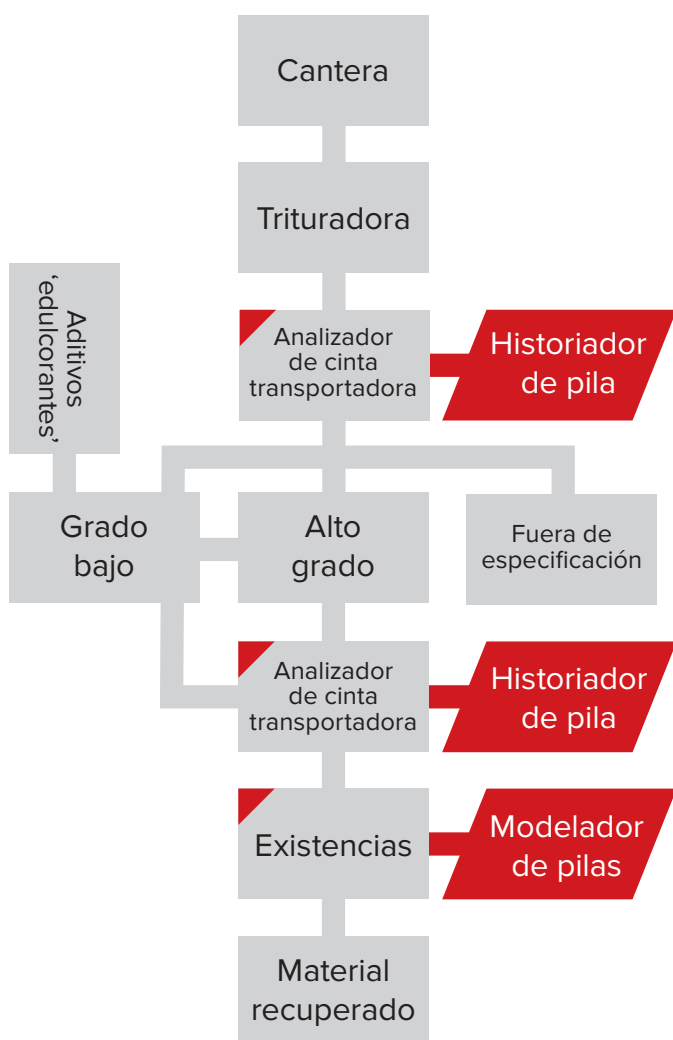 Cantera
Trituradora
Aditivos
‘edulcorantes’
Analizador
de cinta
transportadora
Historiador
de pila
Grado
bajo
Alto
grado
Fuera de
especificación
Analizador
de cinta
transportadora
Historiador
de pila
Existencias
Modelador
de pilas
Material
recuperado